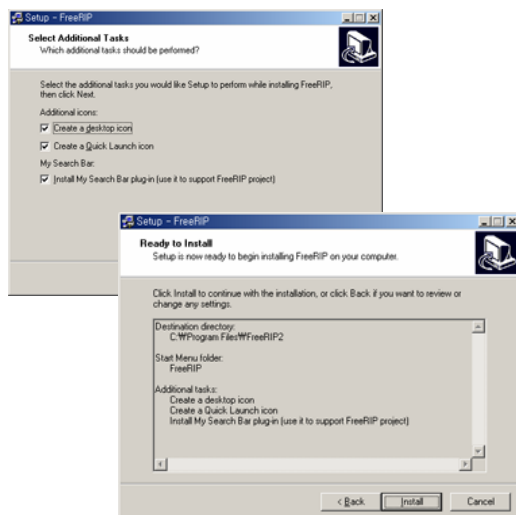 Setup - FreeRIP
Select Additional Tasks
Which additional tasks should be performed?
Select the additional tasks you would like Setup to perform while installing FreeRIP,
then click Next.
Additional icons:
Create a desktop icon
Create a Quick Launch icon
My Search Bar:
Install My Search Bar plug-in (use it to support FreeRIP project)
Setup - FreeRIP
Ready to Install
Setup is now ready to begin installing FreeRIP on your computer.
Click Install to continue with the installation, or click Back if you want to review or
change any settings.
Destination directory:
C:₩Program Files₩FreeRIP2
Start Menu folder:
FreeRIP
Additional tasks:
Create a desktop icon
Create a Quick Launch icon
Install My Search Bar plug-in (use it to support FreeRIP project)
< Back
Install
Cancel